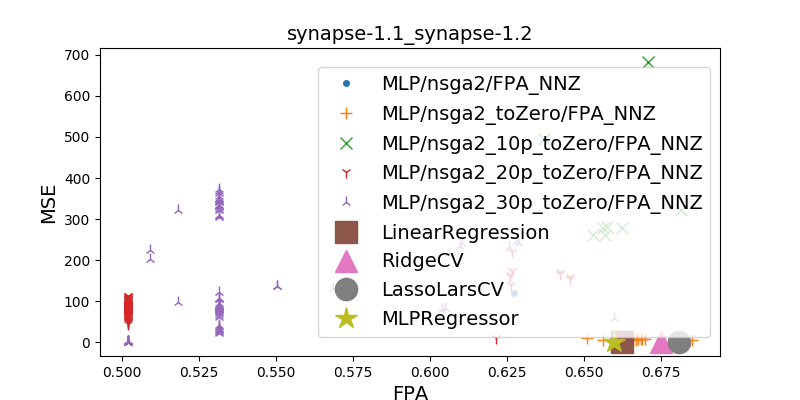 synapse-1.1_synapse-1.2
MSE
700
600
500
400
300
200
100
0
MLP/nsga2/FPA_NNZ
MLP/nsga2_toZero/FPA_NNZ
MLP/nsga2_10p_toZero/FPA_NNZ
MLP/nsga2_20p_toZero/FPA_NNZ
MLP/nsga2_30p_toZero/FPA_NNZ
LinearRegression
RidgeCV
LassoLarsCV
MLPRegressor
0.500 0.525 0.550 0.575 0.600 0.625 0.650 0.675
FPA